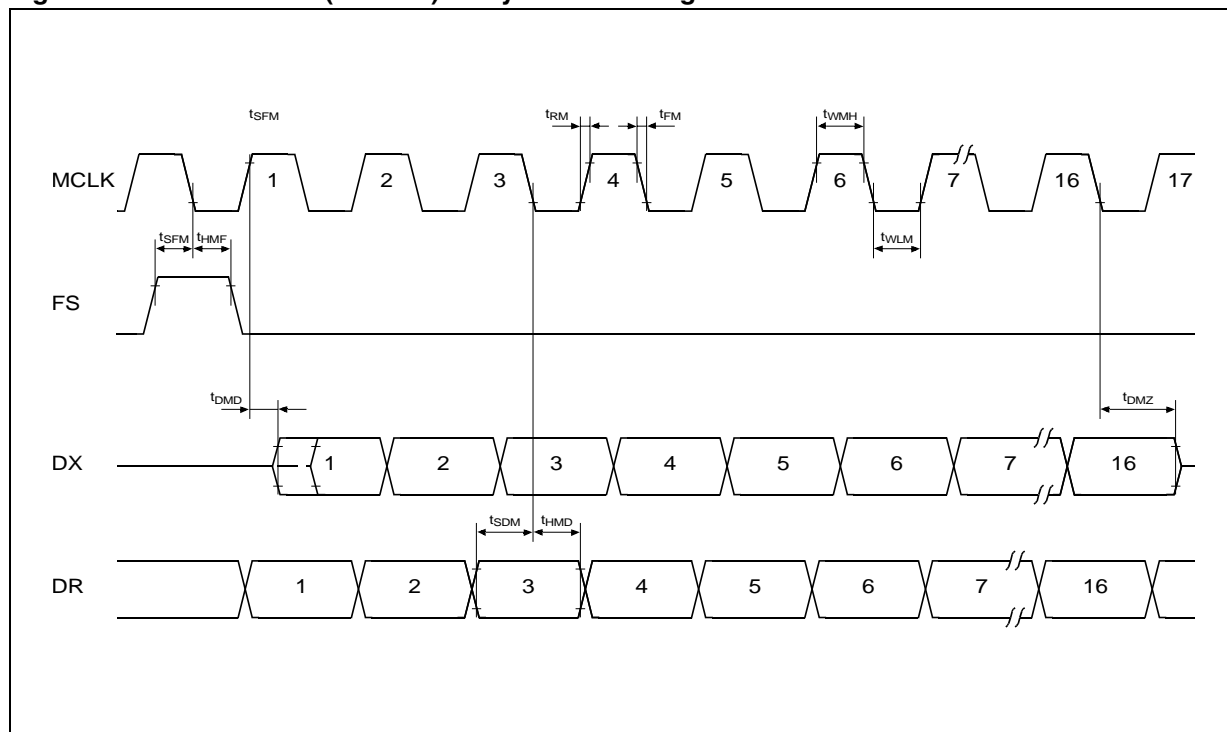 tSFM
tRM
tFM
tWMH
MCLK
1 2 3 4 5 6 7 16 17
tSFM tHMF
tWLM
FS
tDMD
tDMZ
DX
1 2 3 4 5 6 7 16
tSDM tHMD
DR
1 2 3 4 5 6 7 16